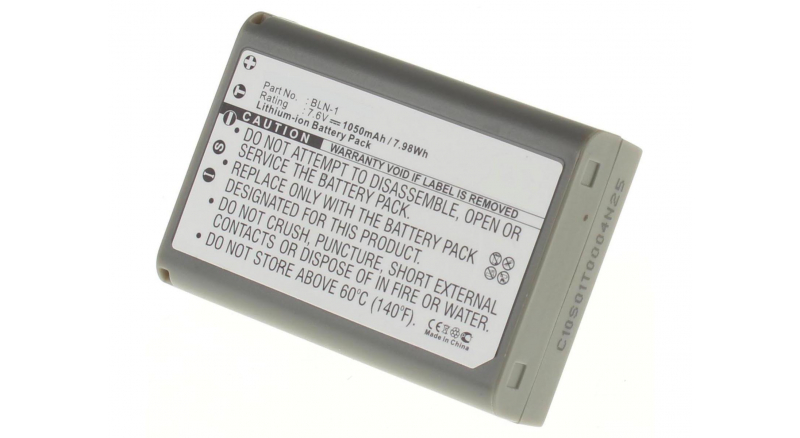 Part No. : BLN-1
Rating : 7.6V⎓1050mAh / 7.98Wh
Lithium-ion Battery Pack
CAUTION WARRANTY VOID IF LABEL IS REMOVED
• DO NOT ATTEMPT TO DISASSEMBLE, OPEN OR
SERVICE THE BATTERY PACK.
• REPLACE ONLY WITH THE BATTERY PACK
DESIGNATED FOR THIS PRODUCT.
• DO NOT CRUSH, PUNCTURE, SHORT EXTERNAL
CONTACTS OR DISPOSE OF IN FIRE OR WATER.
• DO NOT STORE ABOVE 60°C (140°F).
CE
Made In China
+
T
-
S
C10S01T0004N25